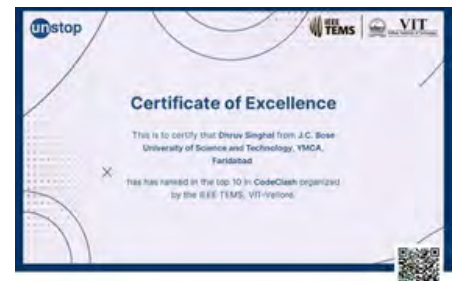 unstop
IEEE
TEMS
VIT
Certificate of Excellence
This is to certify that Dhruv Singhal from J.C. Bose
University of Science and Technology, YMCA,
Faridabad
has has ranked in the top 10 in CodeClash organized
by the IEEE TEMS, VIT-Vellore.